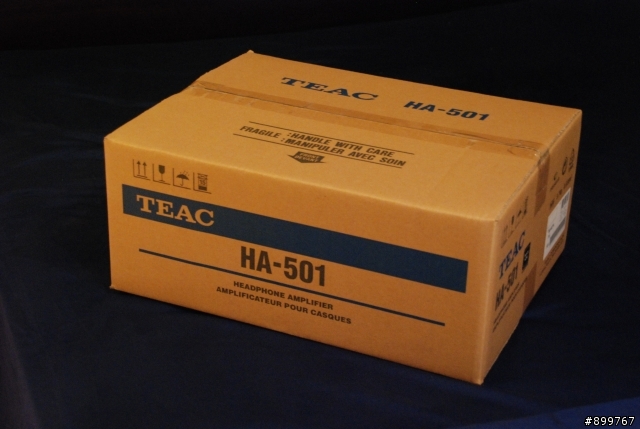 TEAC HA-501
FRAGILE : HANDLE WITH CARE
: MANIPULER AVEC SOIN
TEAC
HA-501
HEADPHONE AMPLIFIER
AMPLIFICATEUR POUR CASQUES
TEAC
HA-501
#899767